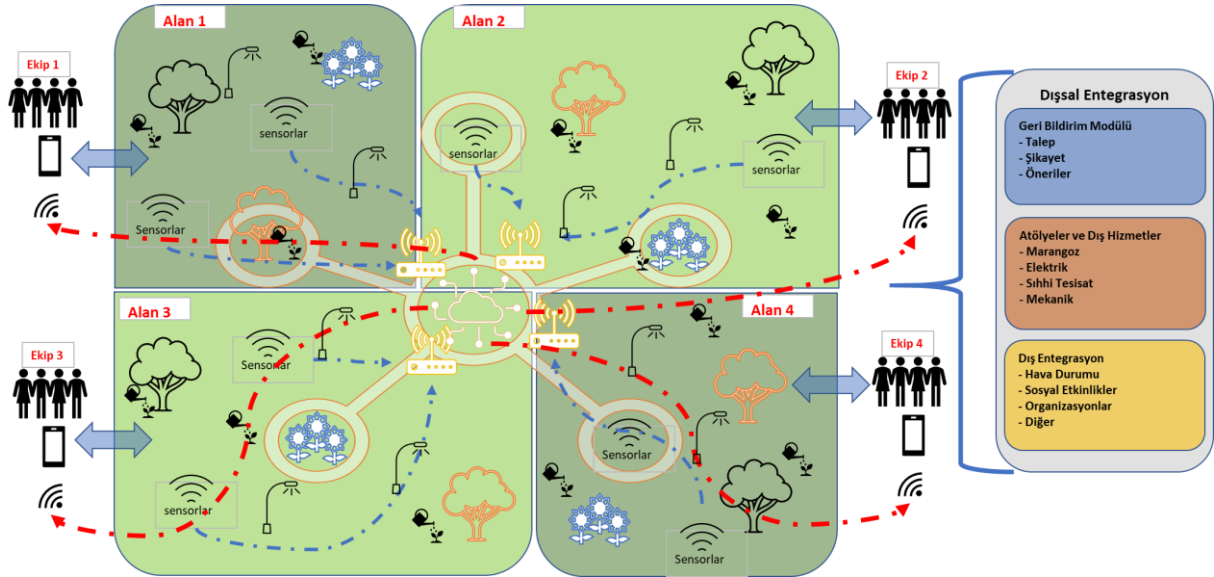 Alan 1
Alan 2
Ekip 1
Ekip 2
sensorlar
sensorlar
sensorlar
Sensorlar
Alan 3
Alan 4
Ekip 3
Ekip 4
Sensorlar
sensorlar
Sensorlar
Sensorlar
Dışsal Entegrasyon
Geri Bildirim Modülü
- Talep
- Şikayet
- Öneriler
Atölyeler ve Dış Hizmetler
- Marangoz
- Elektrik
- Sıhhi Tesisat
- Mekanik
Dış Entegrasyon
- Hava Durumu
- Sosyal Etkinlikler
- Organizasyonlar
- Diğer